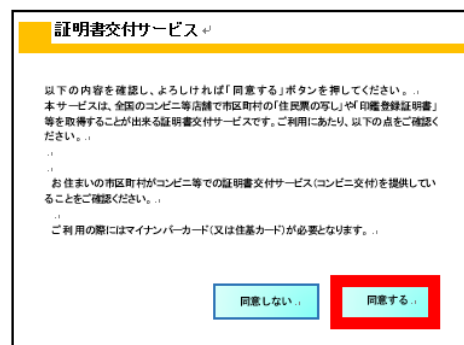 証明書交付サービス
以下の内容を確認し、よろしければ「同意する」ボタンを押してください。
本サービスは、全国のコンビニ等店舗で市区町村の「住民票の写し」や「印鑑登録証明書」
等を取得することが出来る証明書交付サービスです。ご利用にあたり、以下の点をご確認く
ださい。
お住まいの市区町村がコンビニ等での証明書交付サービス(コンビニ交付)を提供してい
ることをご確認ください。
ご利用の際にはマイナンバーカード(又は住基カード)が必要となります。
同意しない 同意する